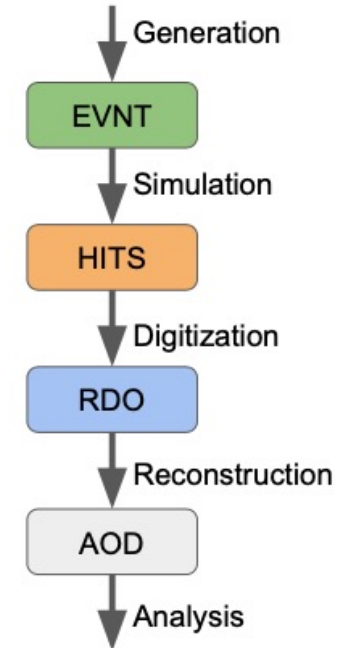 Generation
EVNT
Simulation
HITS
Digitization
RDO
Reconstruction
AOD
Analysis